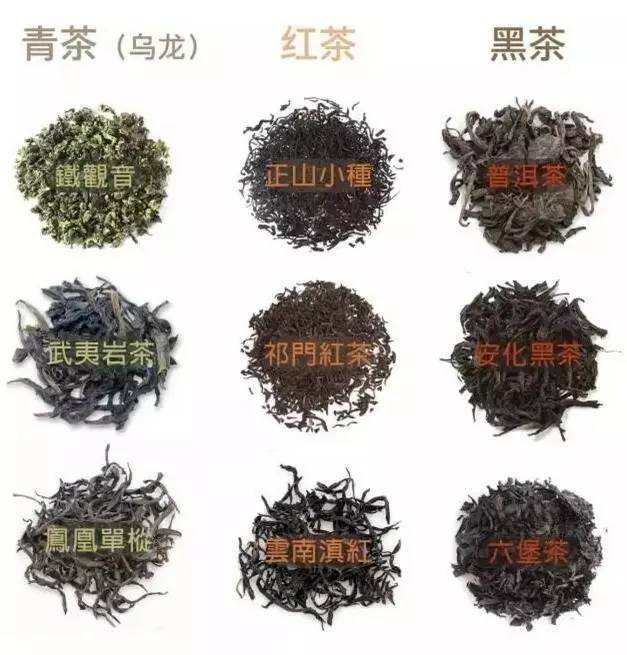 青茶（乌龙）
红茶
黑茶
鐵觀音
正山小種
普洱茶
武夷岩茶
祁門紅茶
安化黑茶
鳳凰單樅
雲南滇紅
六堡茶